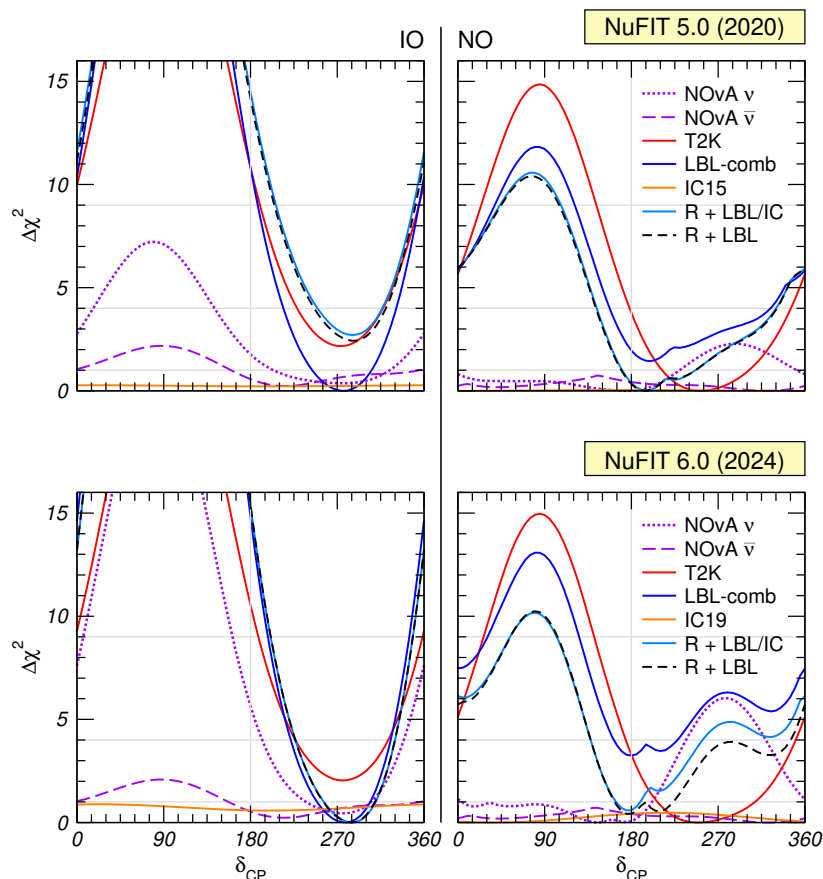 IO NO
NuFIT 5.0 (2020)
NOvA ν
NOvA ν̄
T2K
LBL-comb
IC15
R + LBL/IC
R + LBL
15
10
5
0
Δχ²
NuFIT 6.0 (2024)
NOvA ν
NOvA ν̄
T2K
LBL-comb
IC19
R + LBL/IC
R + LBL
15
10
5
0
Δχ²
0 90 180 270 360 0 90 180 270 360
δCP δCP